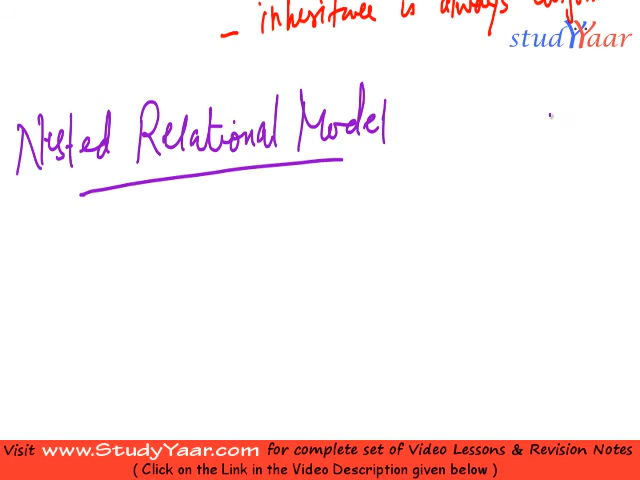 – inheritance is always
studYYaar
Nested Relational Model
Visit www.StudyYaar.com for complete set of Video Lessons & Revision Notes
( Click on the Link in the Video Description given below )